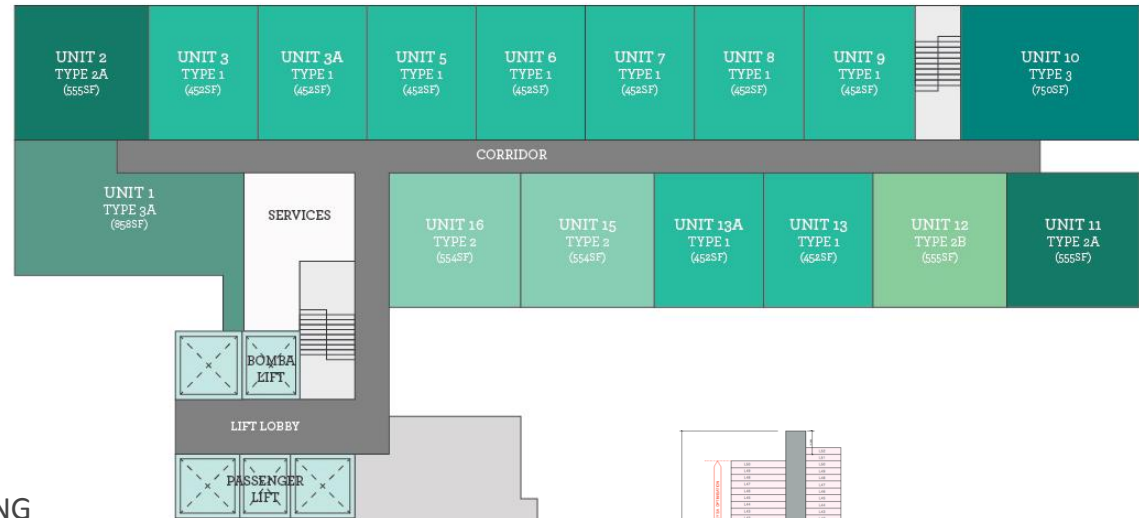 UNIT 2
TYPE 2A
(555SF)
UNIT 3
TYPE 1
(452SF)
UNIT 3A
TYPE 1
(452SF)
UNIT 5
TYPE 1
(452SF)
UNIT 6
TYPE 1
(452SF)
UNIT 7
TYPE 1
(452SF)
UNIT 8
TYPE 1
(452SF)
UNIT 9
TYPE 1
(452SF)
UNIT 10
TYPE 3
(750SF)
CORRIDOR
UNIT 1
TYPE 3A
(858SF)
SERVICES
UNIT 16
TYPE 2
(554SF)
UNIT 15
TYPE 2
(554SF)
UNIT 13A
TYPE 1
(452SF)
UNIT 13
TYPE 1
(452SF)
UNIT 12
TYPE 2B
(555SF)
UNIT 11
TYPE 2A
(555SF)
BOMBA
LIFT
LIFT LOBBY
PASSENGER
LIFT
NG